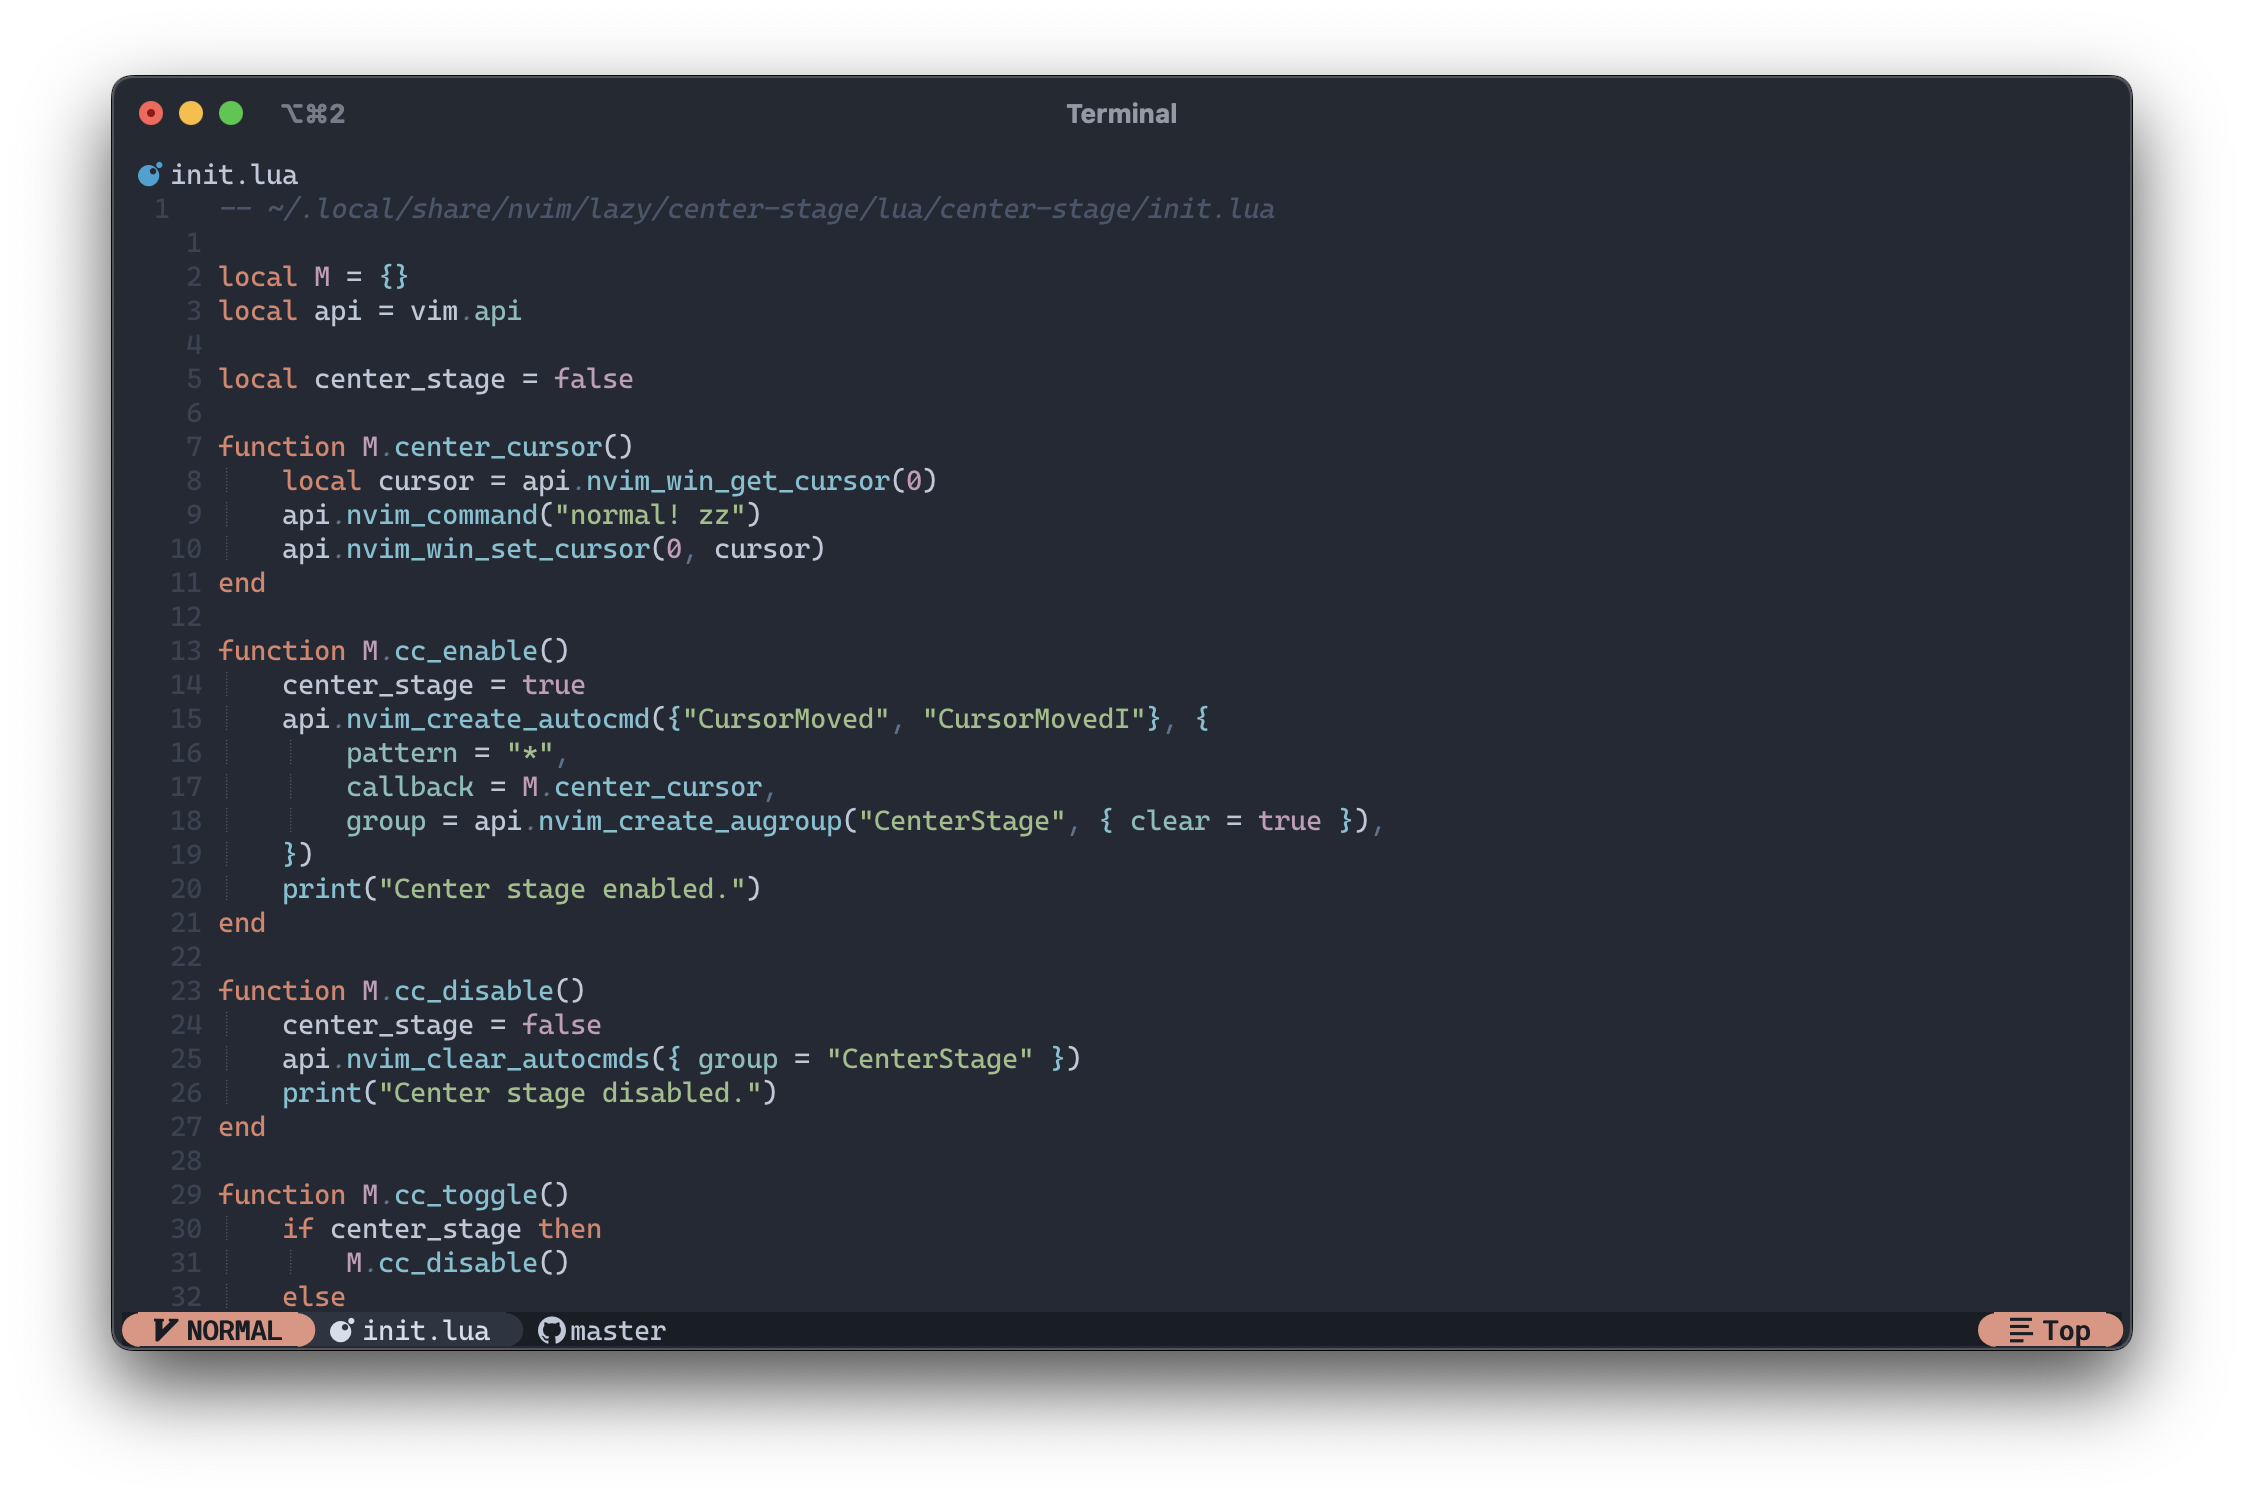 ⌥⌘2 Terminal
init.lua
1 -- ~/.local/share/nvim/lazy/center-stage/lua/center-stage/init.lua
1
2 local M = {}
3 local api = vim.api
4
5 local center_stage = false
6
7 function M.center_cursor()
8     local cursor = api.nvim_win_get_cursor(0)
9     api.nvim_command("normal! zz")
10     api.nvim_win_set_cursor(0, cursor)
11 end
12
13 function M.cc_enable()
14     center_stage = true
15     api.nvim_create_autocmd({"CursorMoved", "CursorMovedI"}, {
16         pattern = "*",
17         callback = M.center_cursor,
18         group = api.nvim_create_augroup("CenterStage", { clear = true }),
19     })
20     print("Center stage enabled.")
21 end
22
23 function M.cc_disable()
24     center_stage = false
25     api.nvim_clear_autocmds({ group = "CenterStage" })
26     print("Center stage disabled.")
27 end
28
29 function M.cc_toggle()
30     if center_stage then
31         M.cc_disable()
32     else
NORMAL init.lua master Top